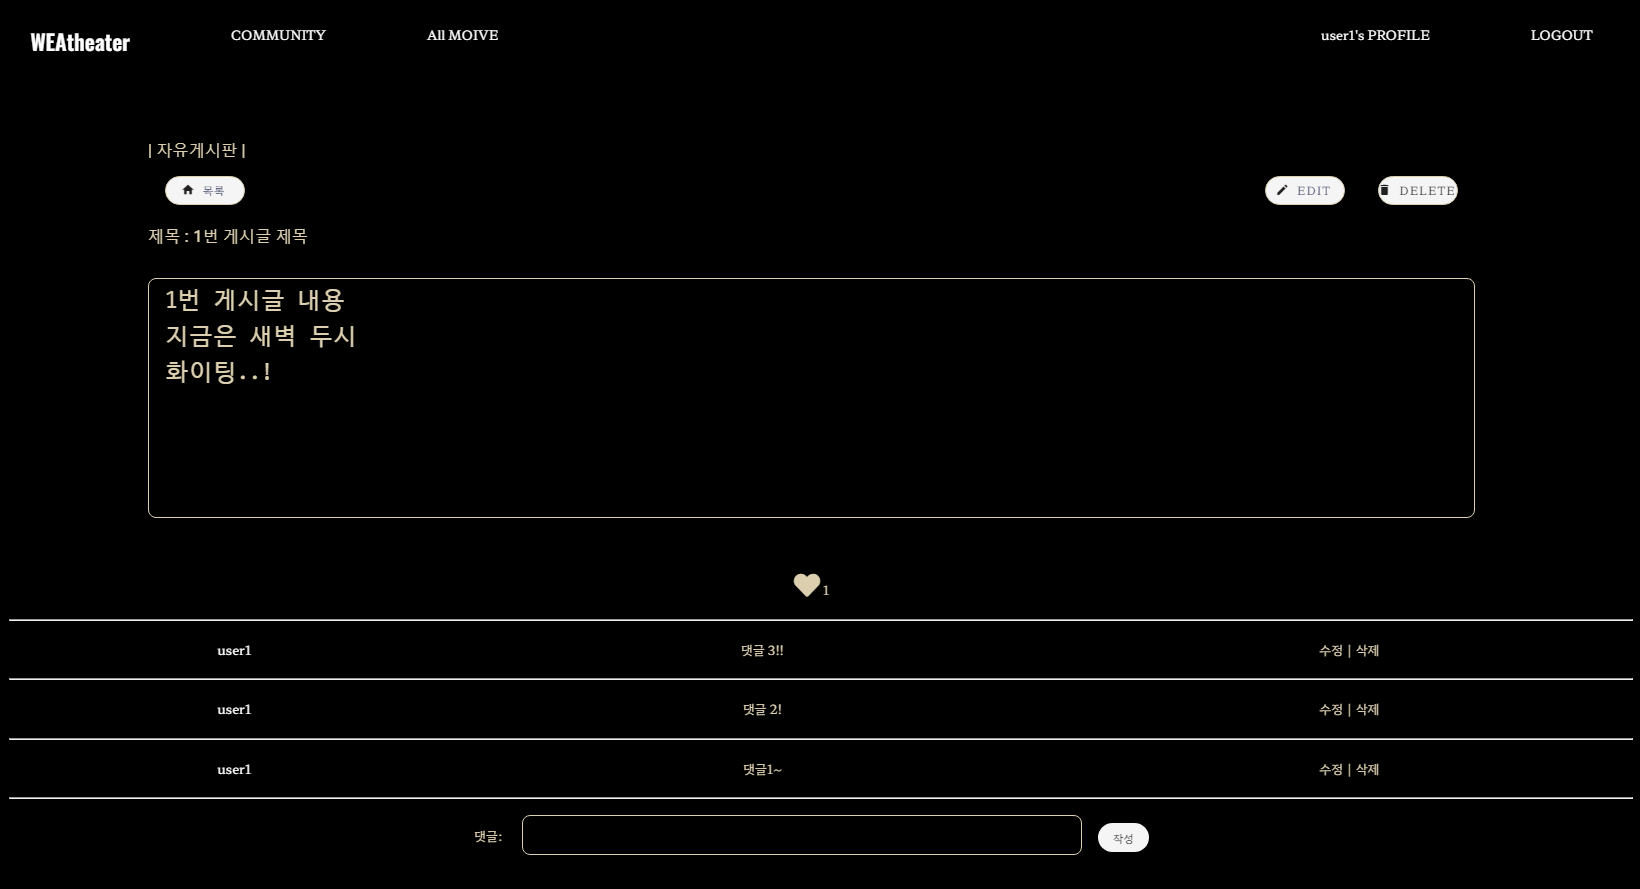 WEAtheater COMMUNITY All MOIVE user1's PROFILE LOGOUT
| 자유게시판 |
목록 EDIT DELETE
제목 : 1번 게시글 제목
1번 게시글 내용
지금은 새벽 두시
화이팅..!
1
user1 댓글 3!! 수정 | 삭제
user1 댓글 2! 수정 | 삭제
user1 댓글1~ 수정 | 삭제
댓글: 작성